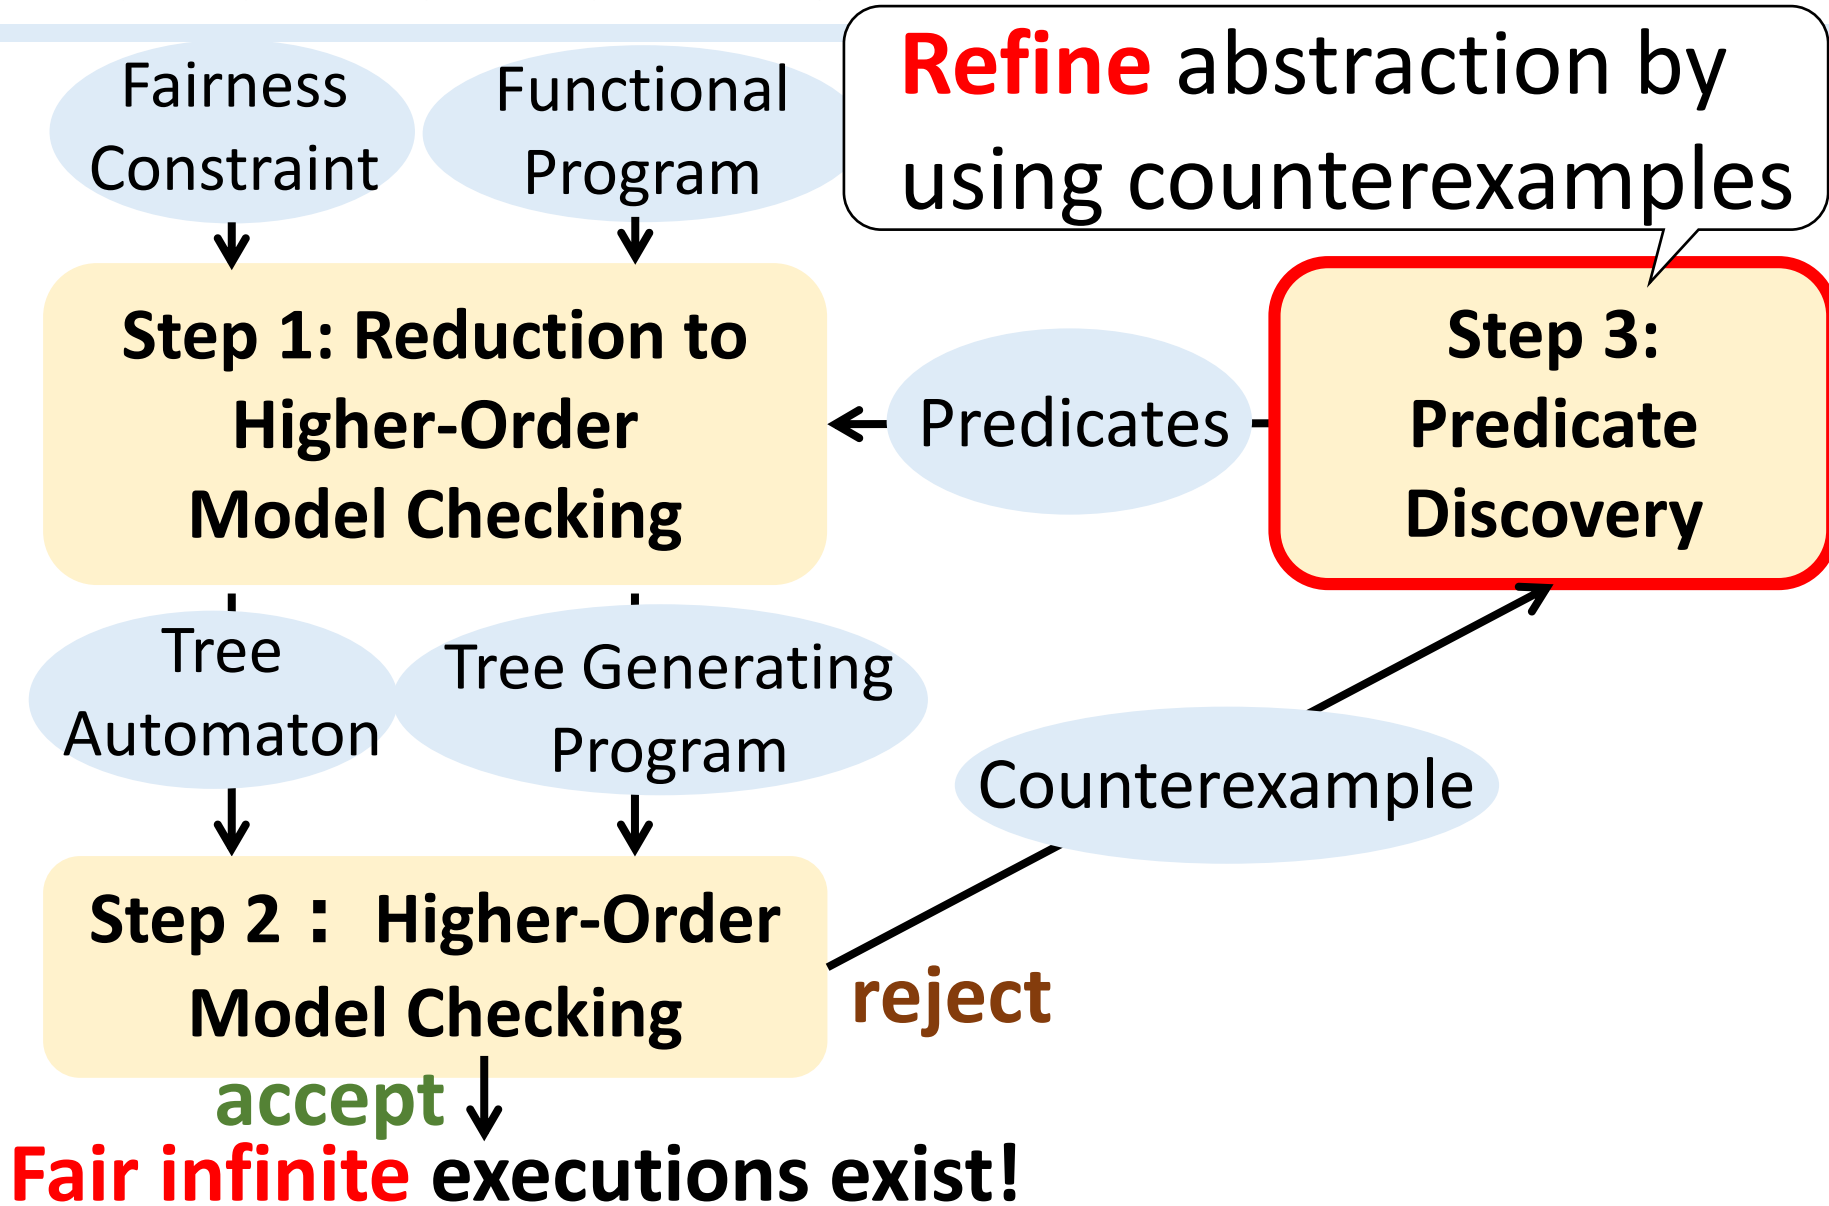 Fairness
Constraint
Functional
Program
Refine abstraction by
using counterexamples
Step 1: Reduction to
Higher-Order
Model Checking
Predicates
Step 3:
Predicate
Discovery
Tree
Automaton
Tree Generating
Program
Counterexample
Step 2： Higher-Order
Model Checking
reject
accept
Fair infinite executions exist!